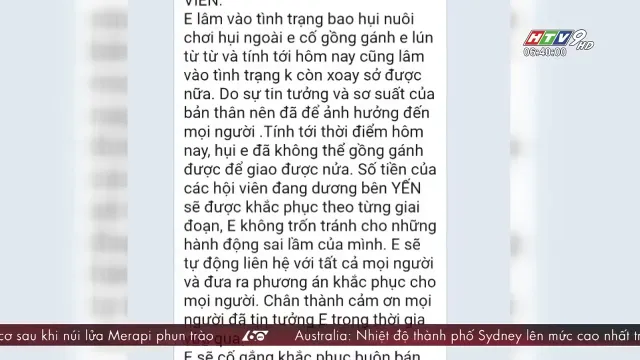 VIÊN.
E lâm vào tình trạng bao hụi nuôi
chơi hụi ngoài e cố gồng gánh e lún
từ từ và tính tới hôm nay cũng lâm
vào tình trạng k còn xoay sở được
nữa. Do sự tin tưởng và sơ suất của
bản thân nên đã để ảnh hưởng đến
mọi người .Tính tới thời điểm hôm
nay, hụi e đã không thể gồng gánh
được để giao được nửa. Số tiền của
các hội viên đang dương bên YẾN
sẽ được khắc phục theo từng giai
đoạn, E không trốn tránh cho những
hành động sai lầm của mình. E sẽ
tự động liên hệ với tất cả mọi người
và đưa ra phương án khắc phục cho
mọi người. Chân thành cảm ơn mọi
người đã tin tưởng E trong thời gia
qua
E sẽ cố gắng khắc phục buôn bán
HTV9 HD
06:40:00
cơ sau khi núi lửa Merapi phun trào 60 Australia: Nhiệt độ thành phố Sydney lên mức cao nhất tr